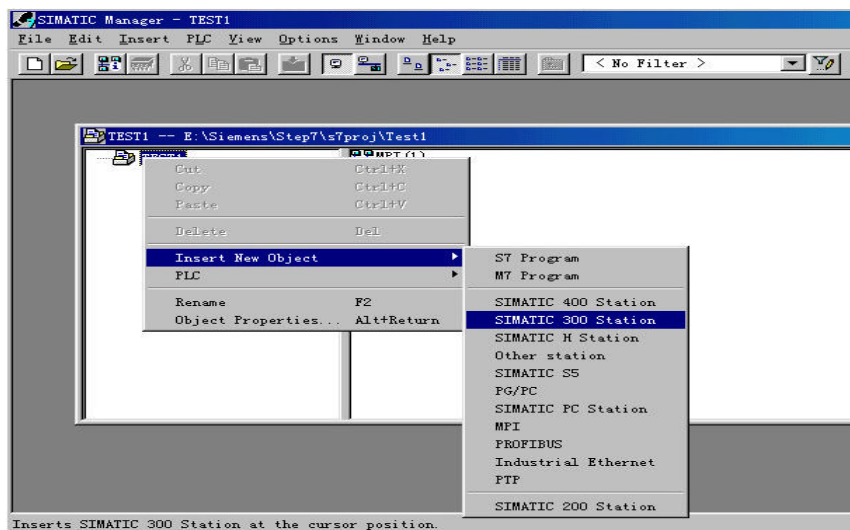 SIMATIC Manager - TEST1
File Edit Insert PLC View Options Window Help
< No Filter >
TEST1 -- E:\Siemens\Step7\s7proj\Test1
TEST1
MPI(1)
Cut Ctrl+X
Copy Ctrl+C
Paste Ctrl+V
Delete Del
Insert New Object
PLC
Rename F2
Object Properties... Alt+Return
S7 Program
M7 Program
SIMATIC 400 Station
SIMATIC 300 Station
SIMATIC H Station
Other station
SIMATIC S5
PG/PC
SIMATIC PC Station
MPI
PROFIBUS
Industrial Ethernet
PTP
SIMATIC 200 Station
Inserts SIMATIC 300 Station at the cursor position.